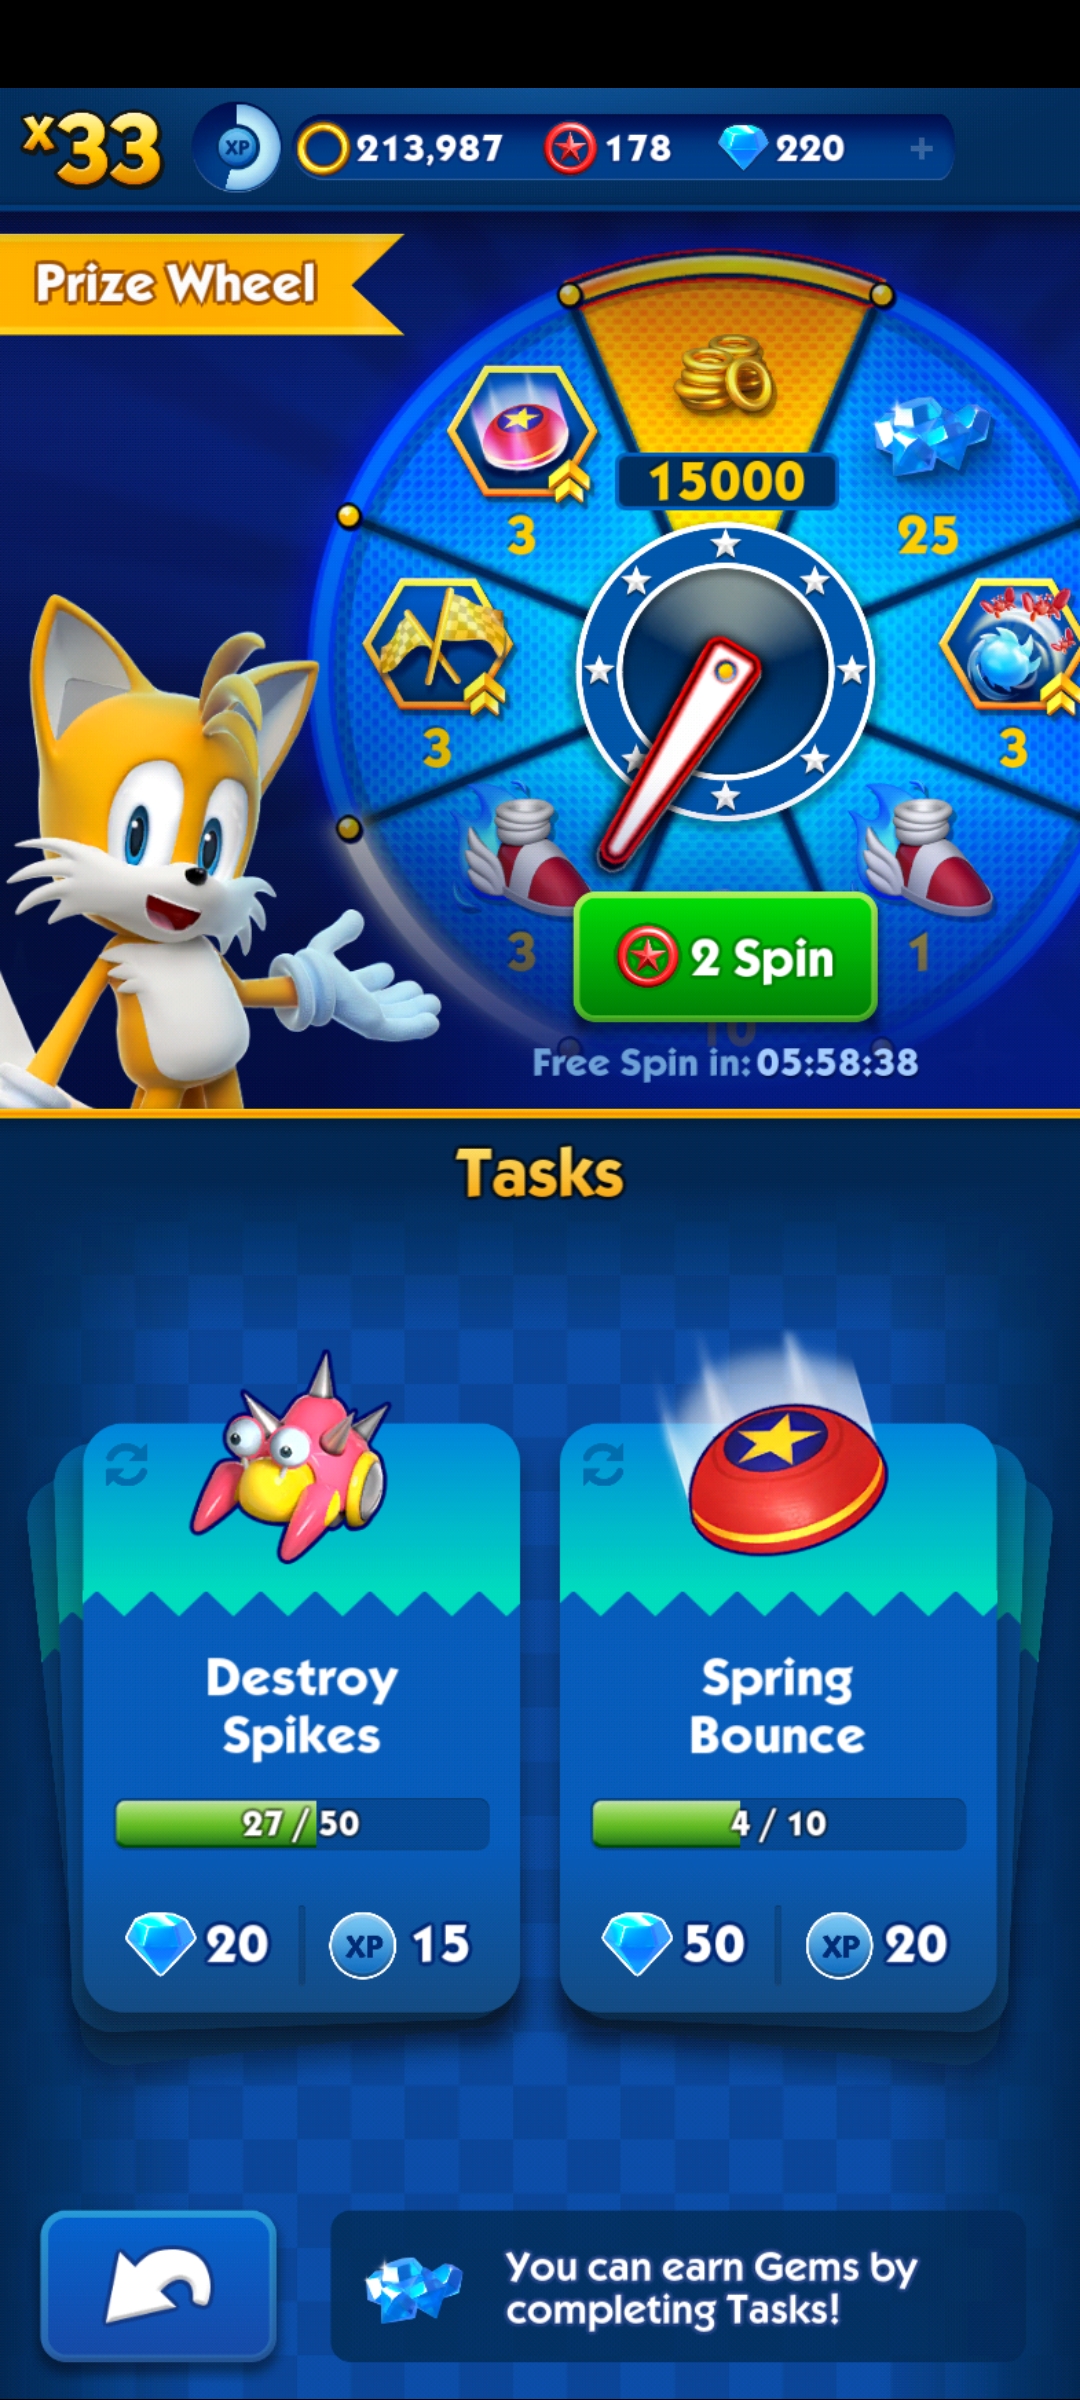 x33
XP
213,987
178
220
+
Prize Wheel
15000
3
25
3
3
3
1
2 Spin
10
Free Spin in: 05:58:38
Tasks
Destroy
Spikes
27 / 50
20
XP 15
Spring
Bounce
4 / 10
50
XP 20
You can earn Gems by
completing Tasks!